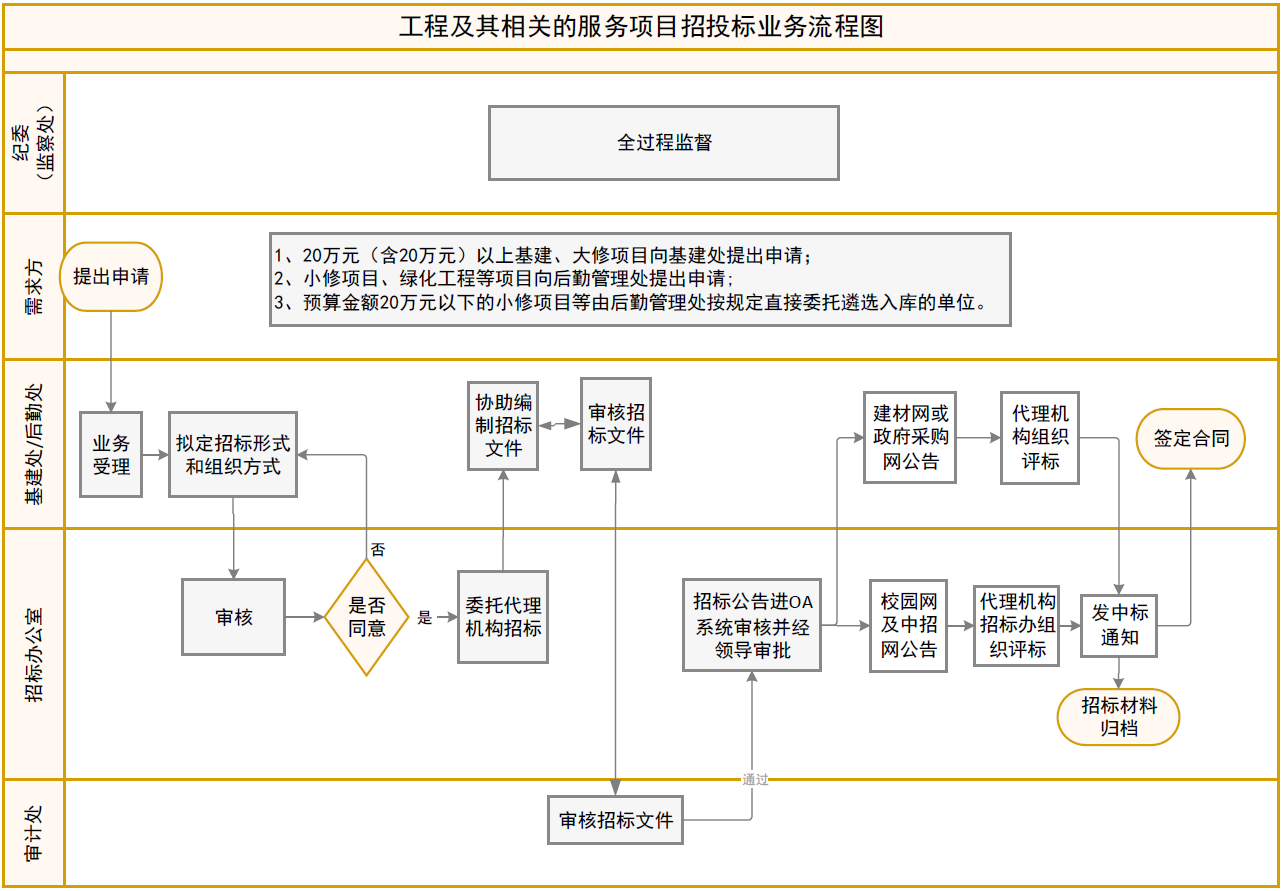 工程及其相关的服务项目招投标业务流程图
纪委
（监察处）
全过程监督
需求方
提出申请
1、20万元（含20万元）以上基建、大修项目向基建处提出申请；
2、小修项目、绿化工程等项目向后勤管理处提出申请；
3、预算金额20万元以下的小修项目等由后勤管理处按规定直接委托遴选入库的单位。
基建处/后勤处
业务
受理
拟定招标形式
和组织方式
协助编
制招标
文件
审核招
标文件
建材网或
政府采购
网公告
代理机
构组织
评标
签定合同
招标办公室
审核
是否
同意
否
是
委托代理
机构招标
招标公告进OA
系统审核并经
领导审批
校园网
及中招
网公告
代理机构
招标办组
织评标
发中标
通知
招标材料
归档
通过
审计处
审核招标文件